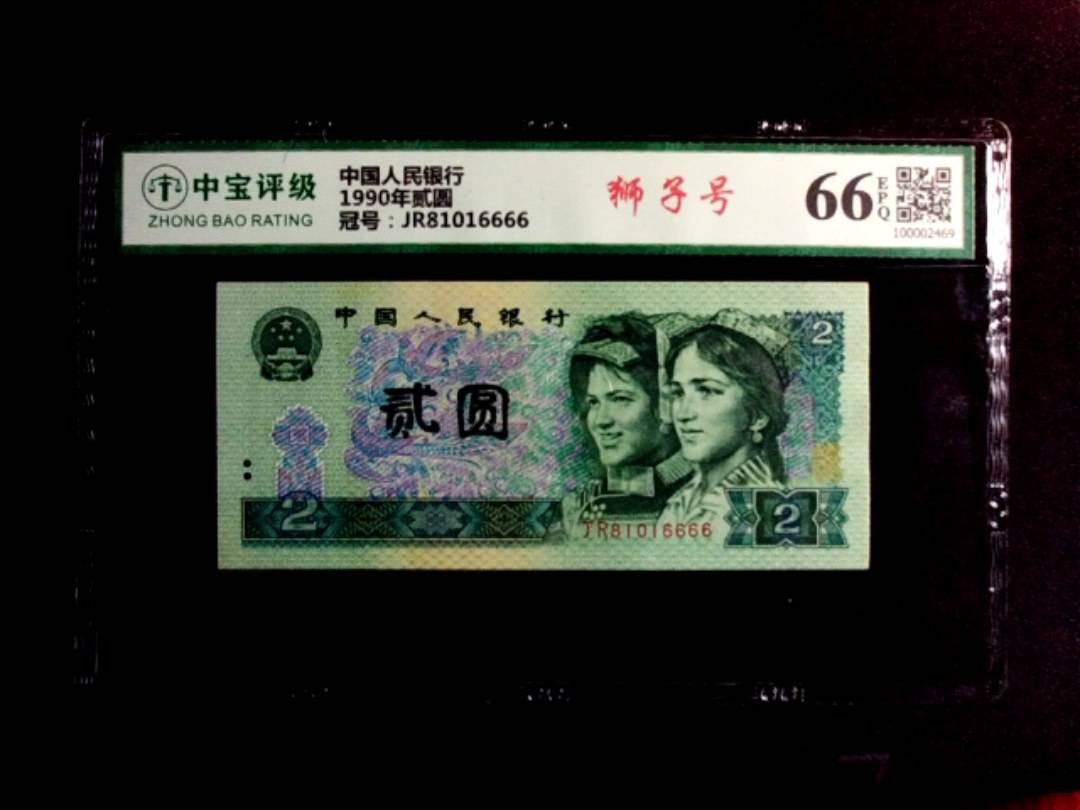 中宝评级
ZHONG BAO RATING
中国人民银行
1990年贰圆
冠号：JR81016666
狮子号
66
EPQ
100002469
中国人民银行
2
贰圆
2
JR81016666
2